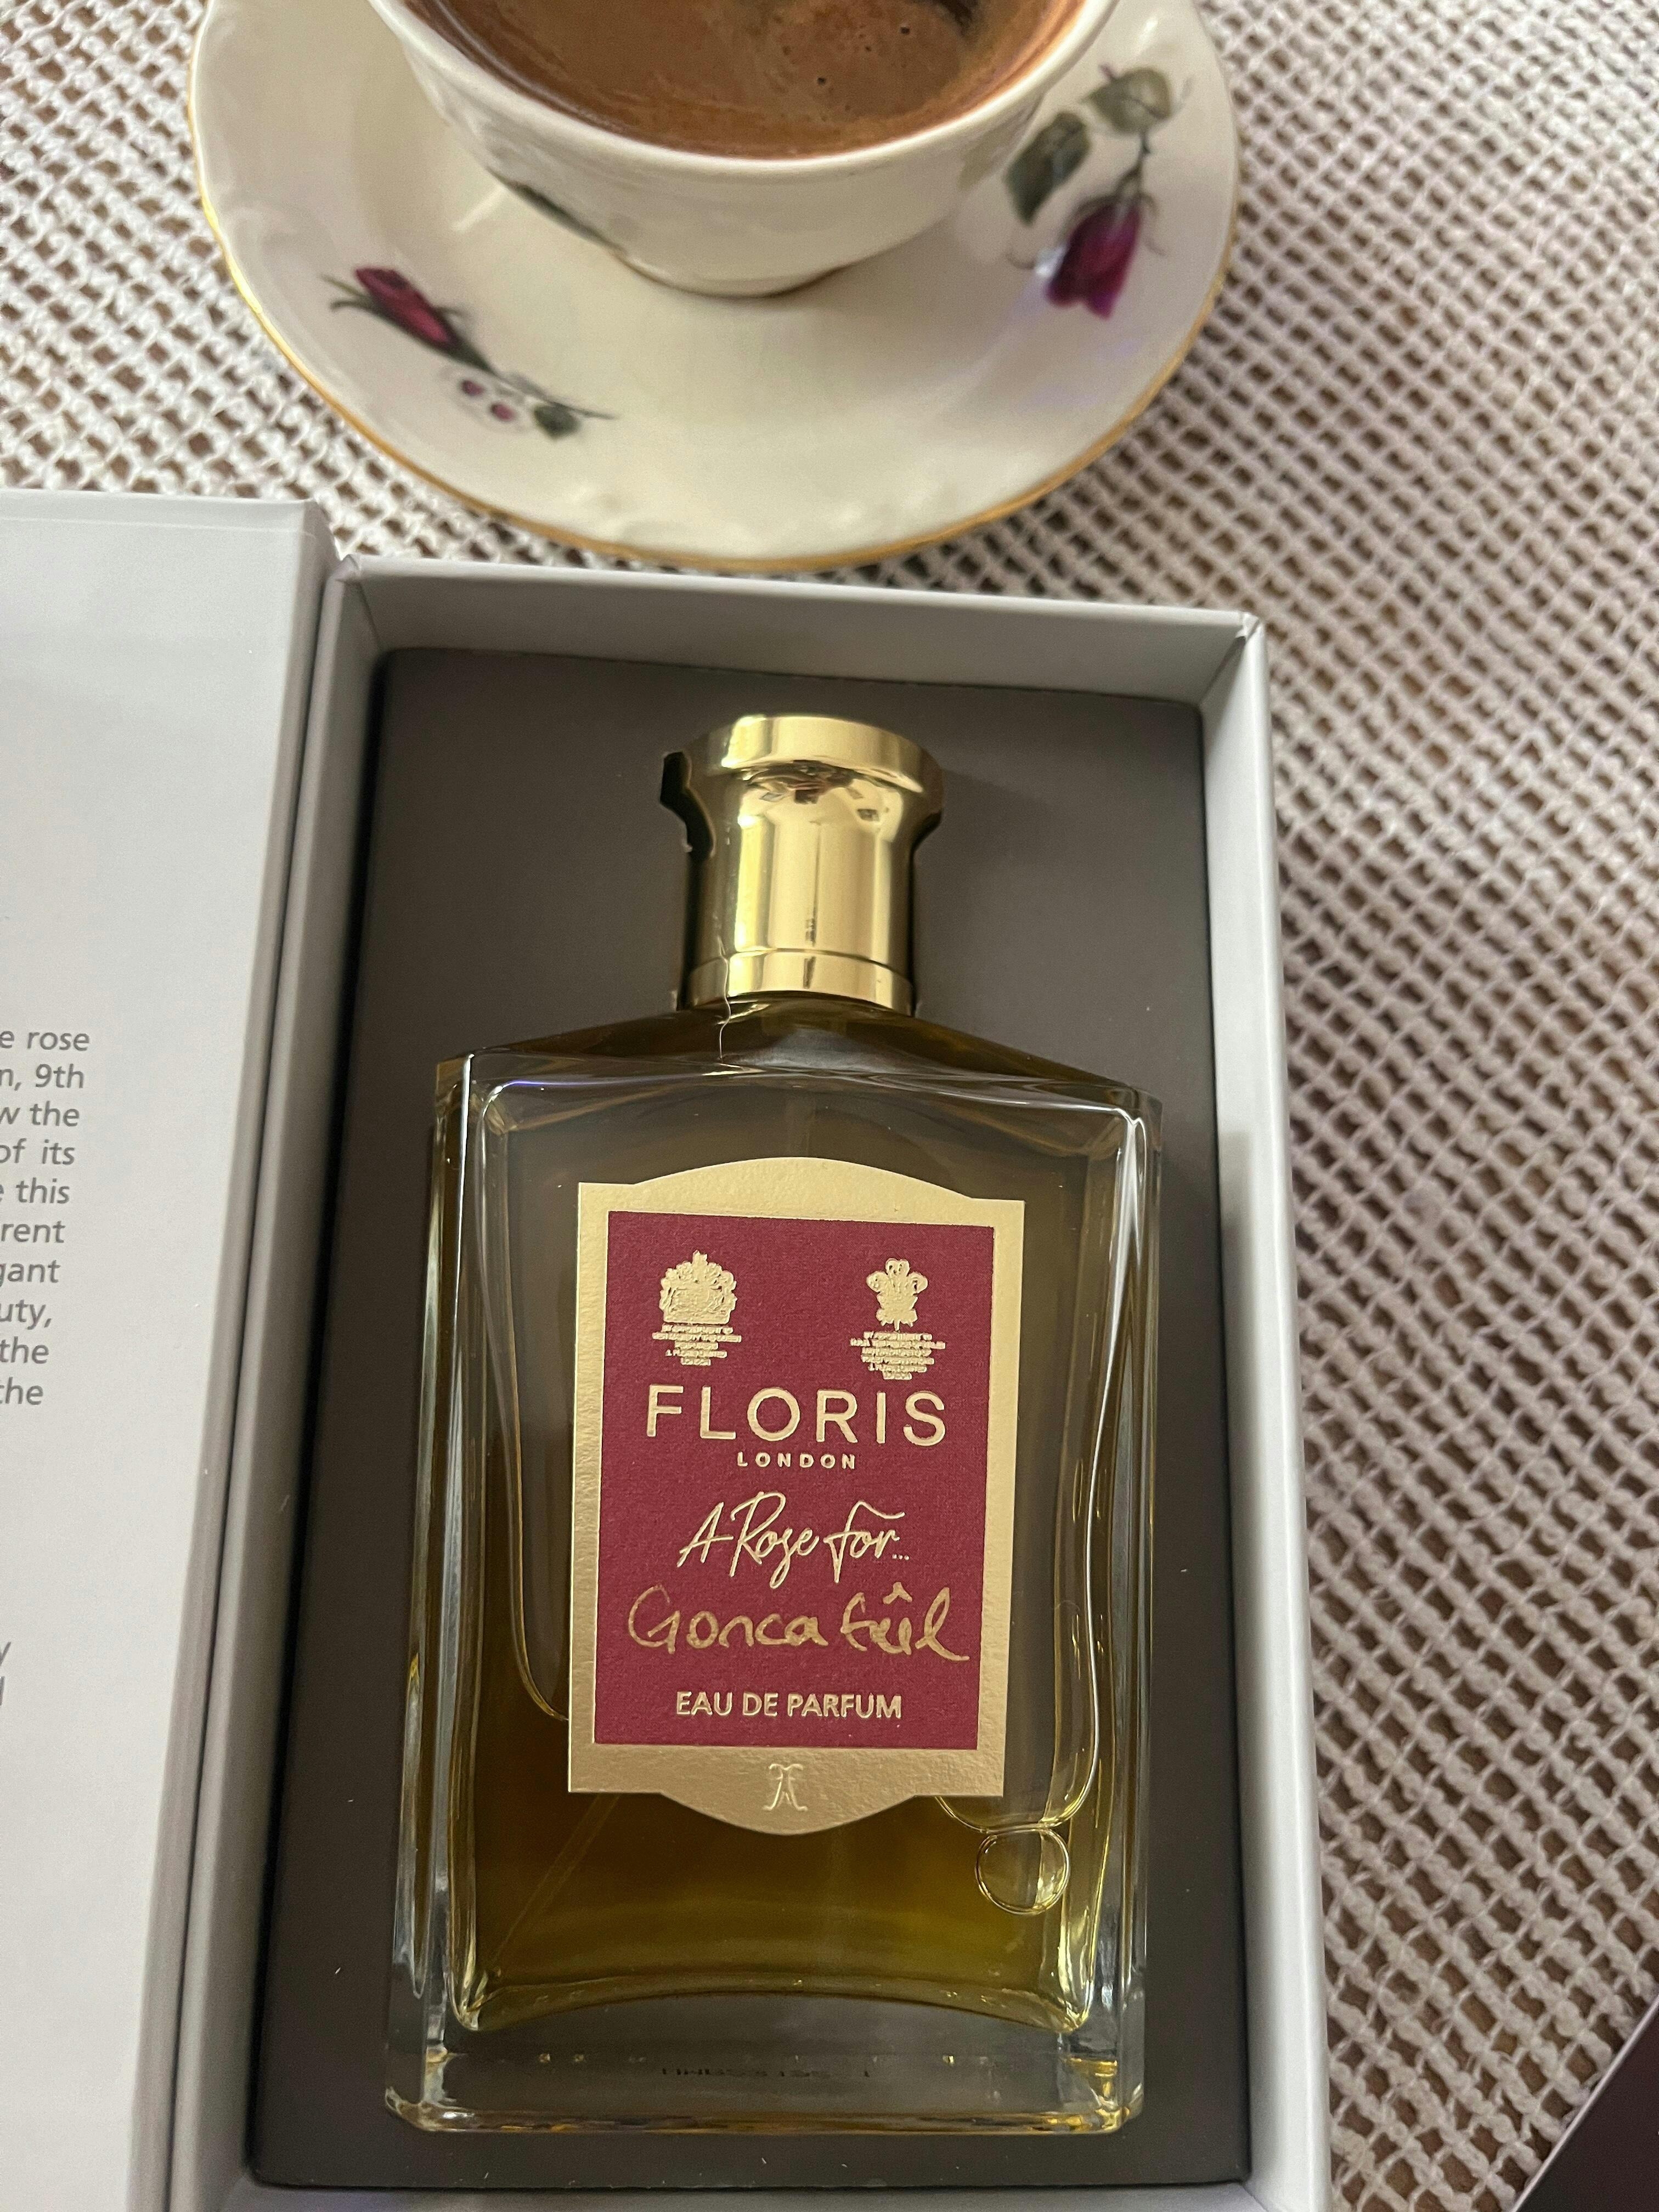 e rose
n, 9th
w the
of its
e this
rent
gant
uty,
the
the
y
FLORIS
LONDON
A Rose for...
Gonca Gûl
EAU DE PARFUM